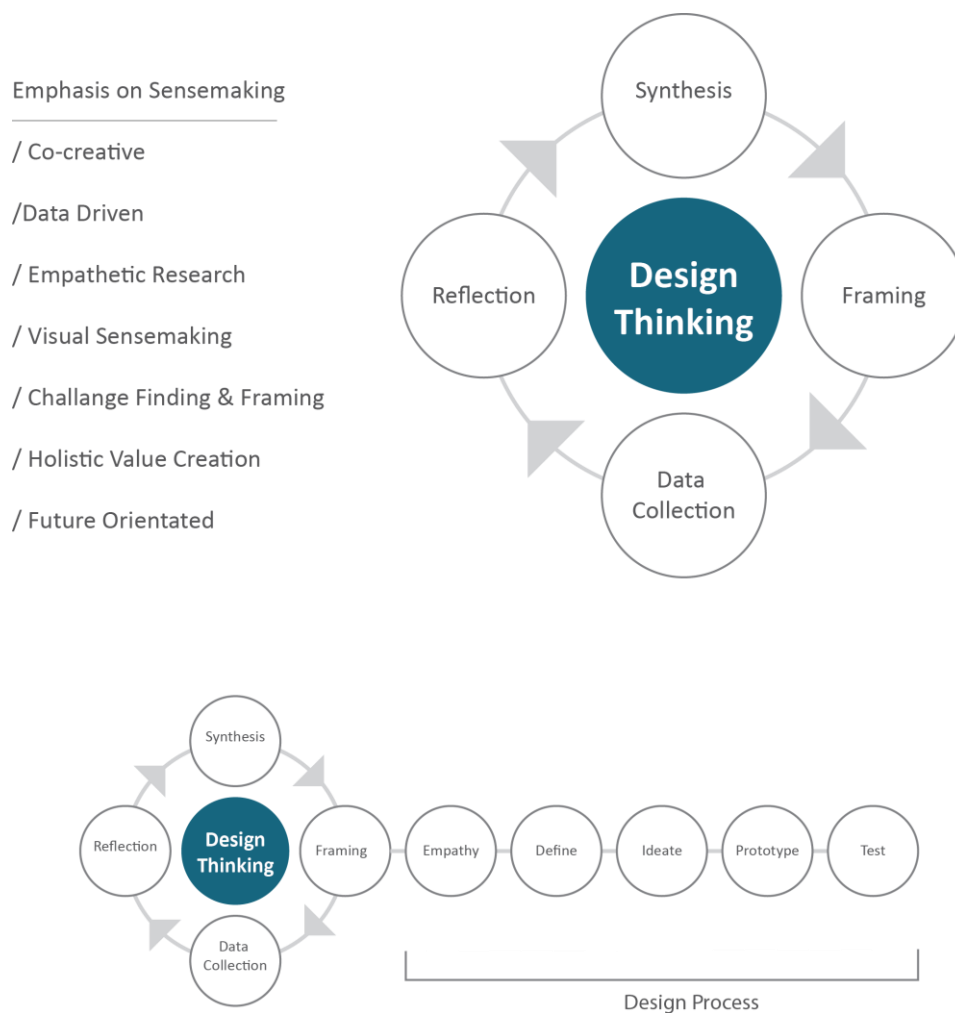 Emphasis on Sensemaking
/ Co-creative
/Data Driven
/ Empathetic Research
/ Visual Sensemaking
/ Challange Finding & Framing
/ Holistic Value Creation
/ Future Orientated
Synthesis
Reflection
Design
Thinking
Framing
Data
Collection
Synthesis
Reflection
Design
Thinking
Framing
Empathy
Define
Ideate
Prototype
Test
Data
Collection
Design Process